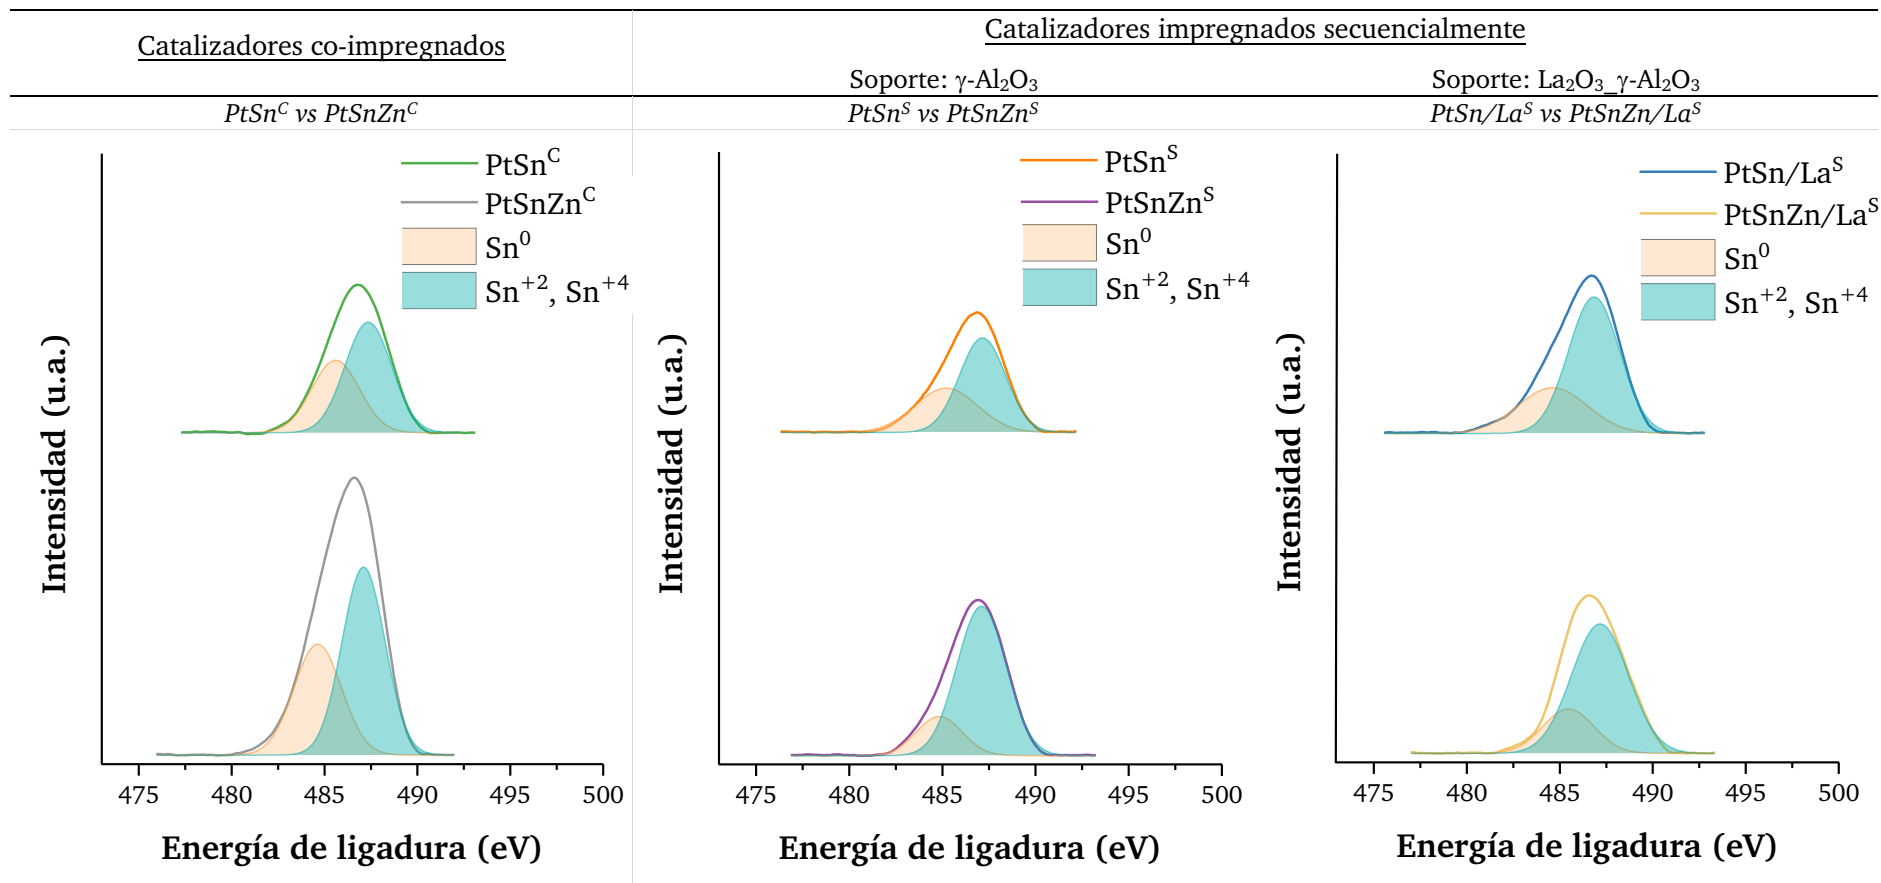 Catalizadores co-impregnados
Catalizadores impregnados secuencialmente
Soporte: γ-Al₂O₃
Soporte: La₂O₃_γ-Al₂O₃
PtSnᶜ vs PtSnZnᶜ
PtSnˢ vs PtSnZnˢ
PtSn/Laˢ vs PtSnZn/Laˢ
PtSnᶜ
PtSnZnᶜ
Sn⁰
Sn⁺², Sn⁺⁴
Intensidad (u.a.)
475 480 485 490 495 500
Energía de ligadura (eV)
PtSnˢ
PtSnZnˢ
Sn⁰
Sn⁺², Sn⁺⁴
Intensidad (u.a.)
475 480 485 490 495 500
Energía de ligadura (eV)
PtSn/Laˢ
PtSnZn/Laˢ
Sn⁰
Sn⁺², Sn⁺⁴
Intensidad (u.a.)
475 480 485 490 495 500
Energía de ligadura (eV)